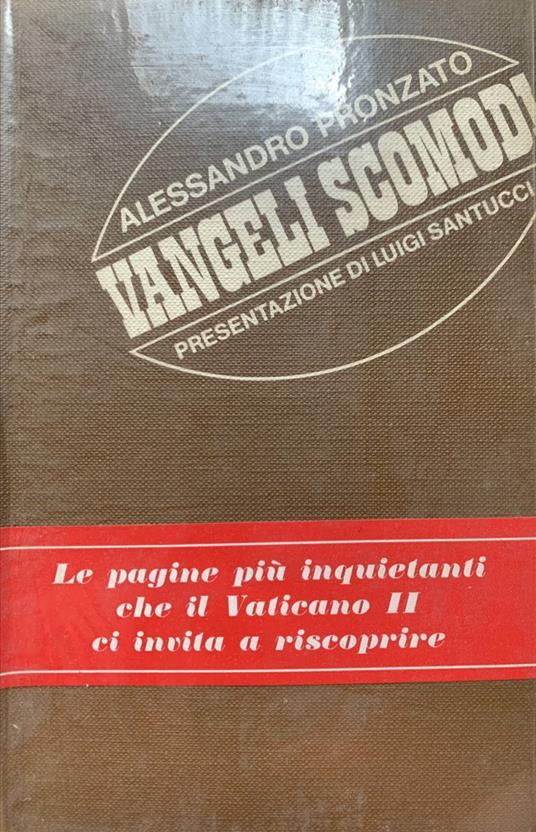 ALESSANDRO PRONZATO
VANGELI SCOMODI
PRESENTAZIONE DI LUIGI SANTUCCI
Le pagine più inquietanti
che il Vaticano II
ci invita a riscoprire